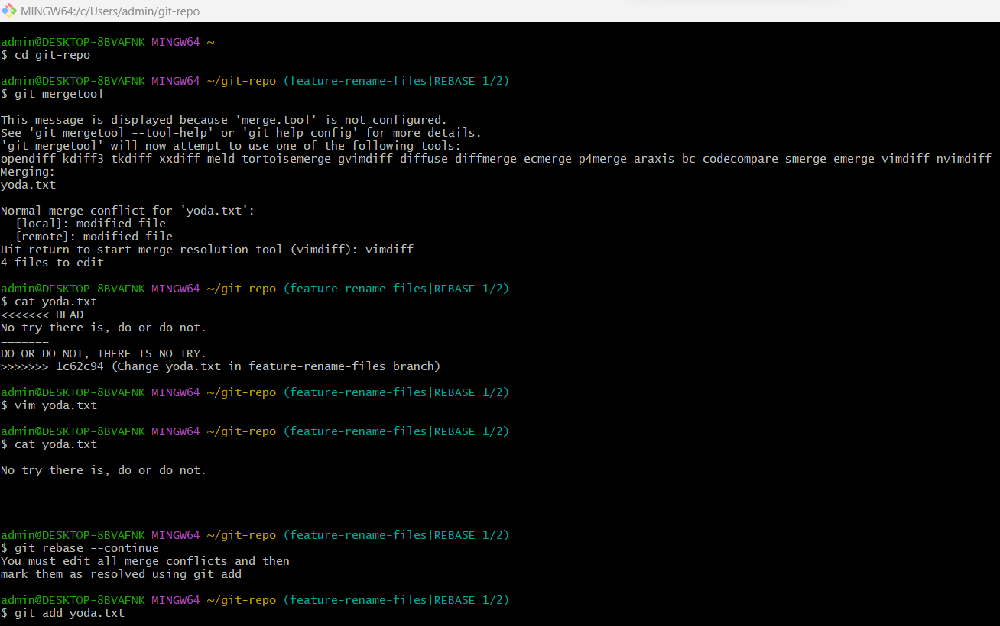 MINGW64:/c/Users/admin/git-repo
admin@DESKTOP-8BVAFNK MINGW64 ~
$ cd git-repo
admin@DESKTOP-8BVAFNK MINGW64 ~/git-repo (feature-rename-files|REBASE 1/2)
$ git mergetool
This message is displayed because 'merge.tool' is not configured.
See 'git mergetool --tool-help' or 'git help config' for more details.
'git mergetool' will now attempt to use one of the following tools:
opendiff kdiff3 tkdiff xxdiff meld tortoisemerge gvimdiff diffuse diffmerge ecmerge p4merge araxis bc codecompare smerge emerge vimdiff nvimdiff
Merging:
yoda.txt
Normal merge conflict for 'yoda.txt':
  {local}: modified file
  {remote}: modified file
Hit return to start merge resolution tool (vimdiff): vimdiff
4 files to edit
admin@DESKTOP-8BVAFNK MINGW64 ~/git-repo (feature-rename-files|REBASE 1/2)
$ cat yoda.txt
<<<<<<< HEAD
No try there is, do or do not.
=======
DO OR DO NOT, THERE IS NO TRY.
>>>>>>> 1c62c94 (Change yoda.txt in feature-rename-files branch)
admin@DESKTOP-8BVAFNK MINGW64 ~/git-repo (feature-rename-files|REBASE 1/2)
$ vim yoda.txt
admin@DESKTOP-8BVAFNK MINGW64 ~/git-repo (feature-rename-files|REBASE 1/2)
$ cat yoda.txt
No try there is, do or do not.
admin@DESKTOP-8BVAFNK MINGW64 ~/git-repo (feature-rename-files|REBASE 1/2)
$ git rebase --continue
You must edit all merge conflicts and then
mark them as resolved using git add
admin@DESKTOP-8BVAFNK MINGW64 ~/git-repo (feature-rename-files|REBASE 1/2)
$ git add yoda.txt